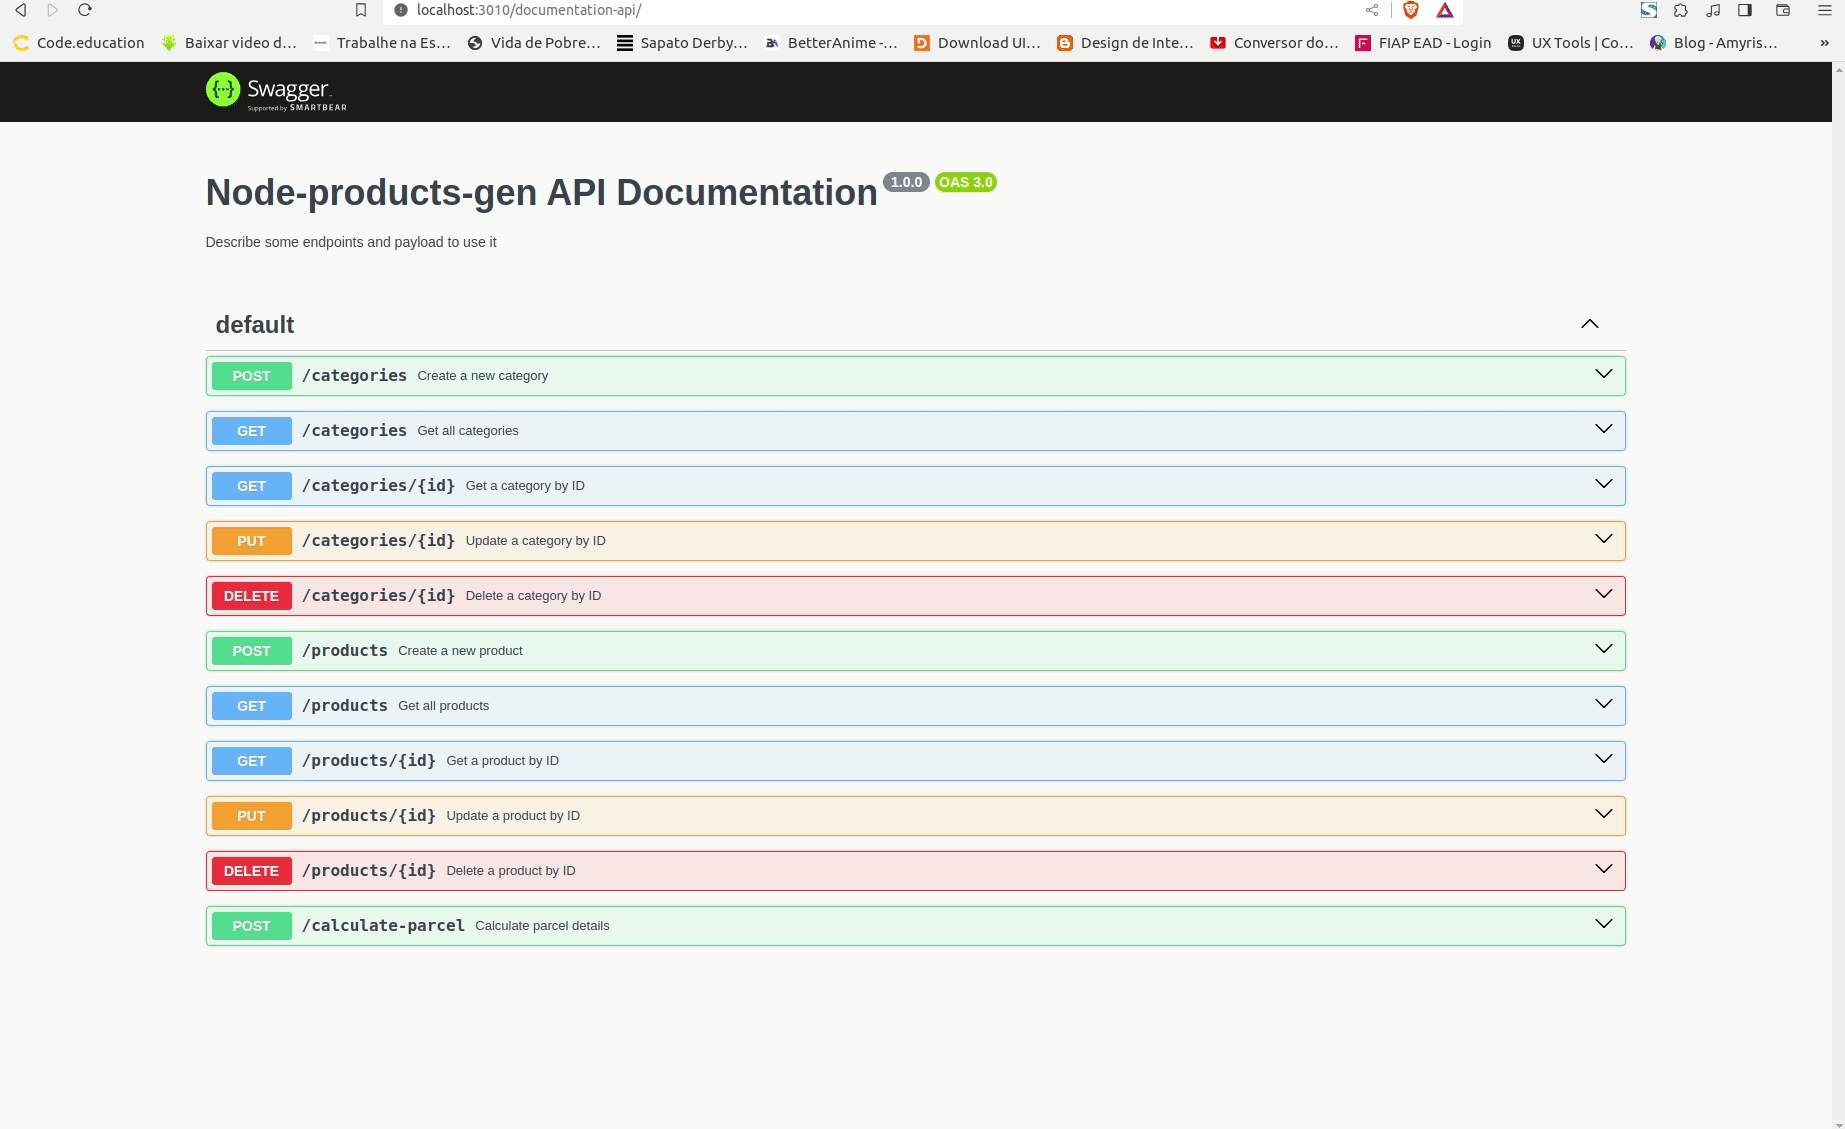 localhost:3010/documentation-api/
Code.education Baixar video d... Trabalhe na Es... Vida de Pobre... Sapato Derby... BetterAnime -... Download UI... Design de Inte... Conversor do... FIAP EAD - Login UX Tools | Co... Blog - Amyris... »
Swagger
Supported by SMARTBEAR
Node-products-gen API Documentation 1.0.0 OAS 3.0
Describe some endpoints and payload to use it
default
POST /categories Create a new category
GET /categories Get all categories
GET /categories/{id} Get a category by ID
PUT /categories/{id} Update a category by ID
DELETE /categories/{id} Delete a category by ID
POST /products Create a new product
GET /products Get all products
GET /products/{id} Get a product by ID
PUT /products/{id} Update a product by ID
DELETE /products/{id} Delete a product by ID
POST /calculate-parcel Calculate parcel details